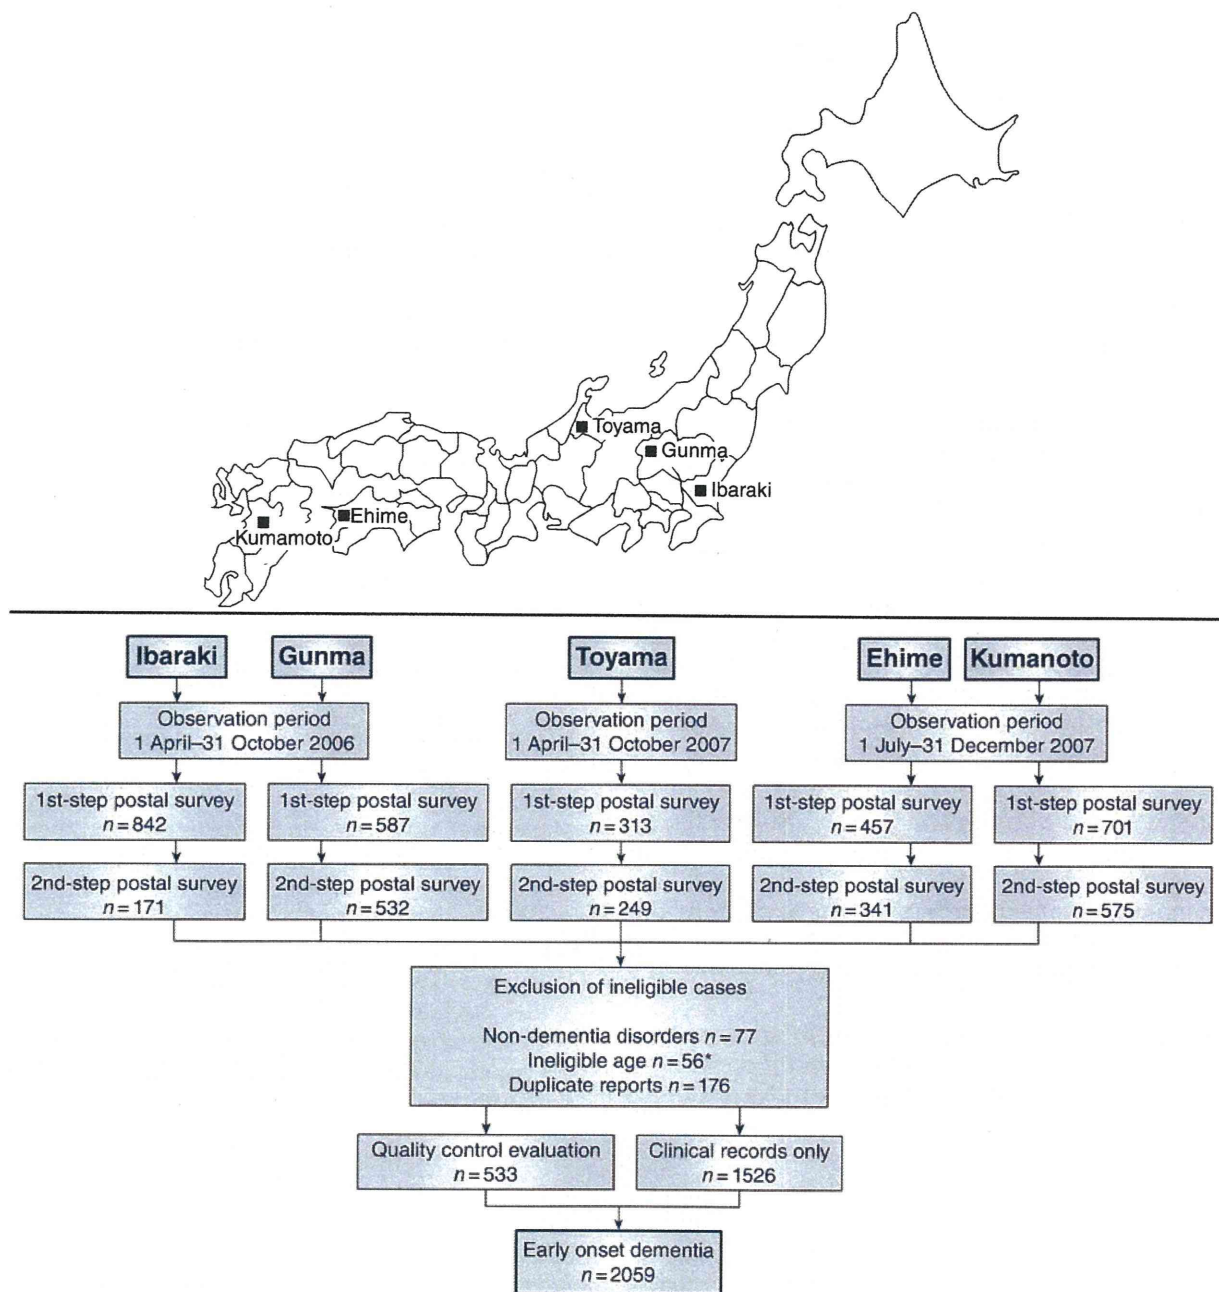 Toyama
Gunma
Ibaraki
Ehime
Kumamoto
Ibaraki
Gunma
Toyama
Ehime
Kumanoto
Observation period
1 April–31 October 2006
Observation period
1 April–31 October 2007
Observation period
1 July–31 December 2007
1st-step postal survey
n=842
1st-step postal survey
n=587
1st-step postal survey
n=313
1st-step postal survey
n=457
1st-step postal survey
n=701
2nd-step postal survey
n=171
2nd-step postal survey
n=532
2nd-step postal survey
n=249
2nd-step postal survey
n=341
2nd-step postal survey
n=575
Exclusion of ineligible cases
Non-dementia disorders n=77
Ineligible age n=56*
Duplicate reports n=176
Quality control evaluation
n=533
Clinical records only
n=1526
Early onset dementia
n=2059